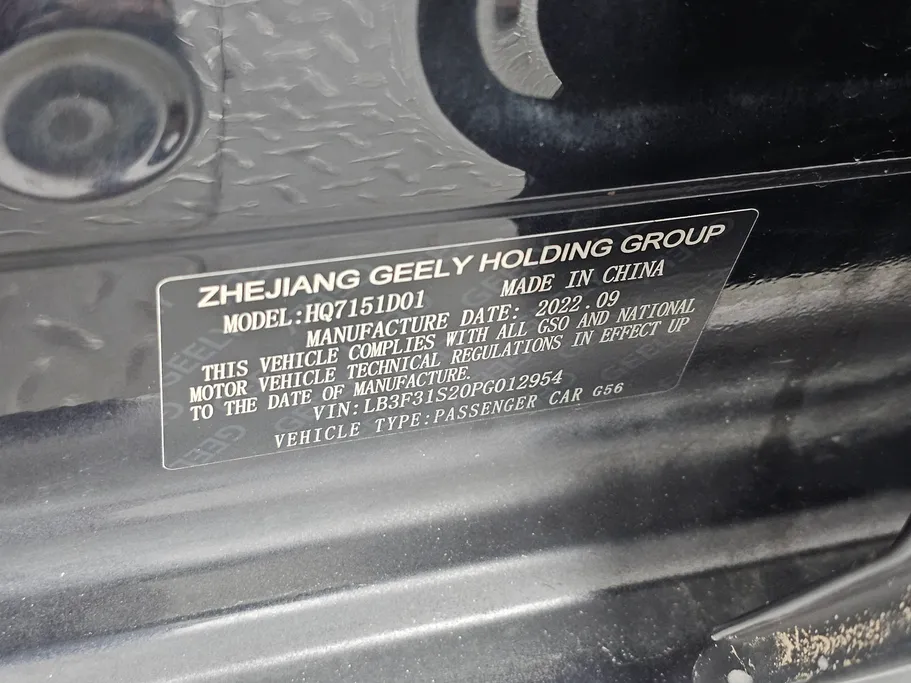 ZHEJIANG GEELY HOLDING GROUP
MODEL:HQ7151D01 MADE IN CHINA
MANUFACTURE DATE: 2022.09
THIS VEHICLE COMPLIES WITH ALL GSO AND NATIONAL
MOTOR VEHICLE TECHNICAL REGULATIONS IN EFFECT UP
TO THE DATE OF MANUFACTURE.
VIN:LB3F31S20PG012954
VEHICLE TYPE:PASSENGER CAR G56